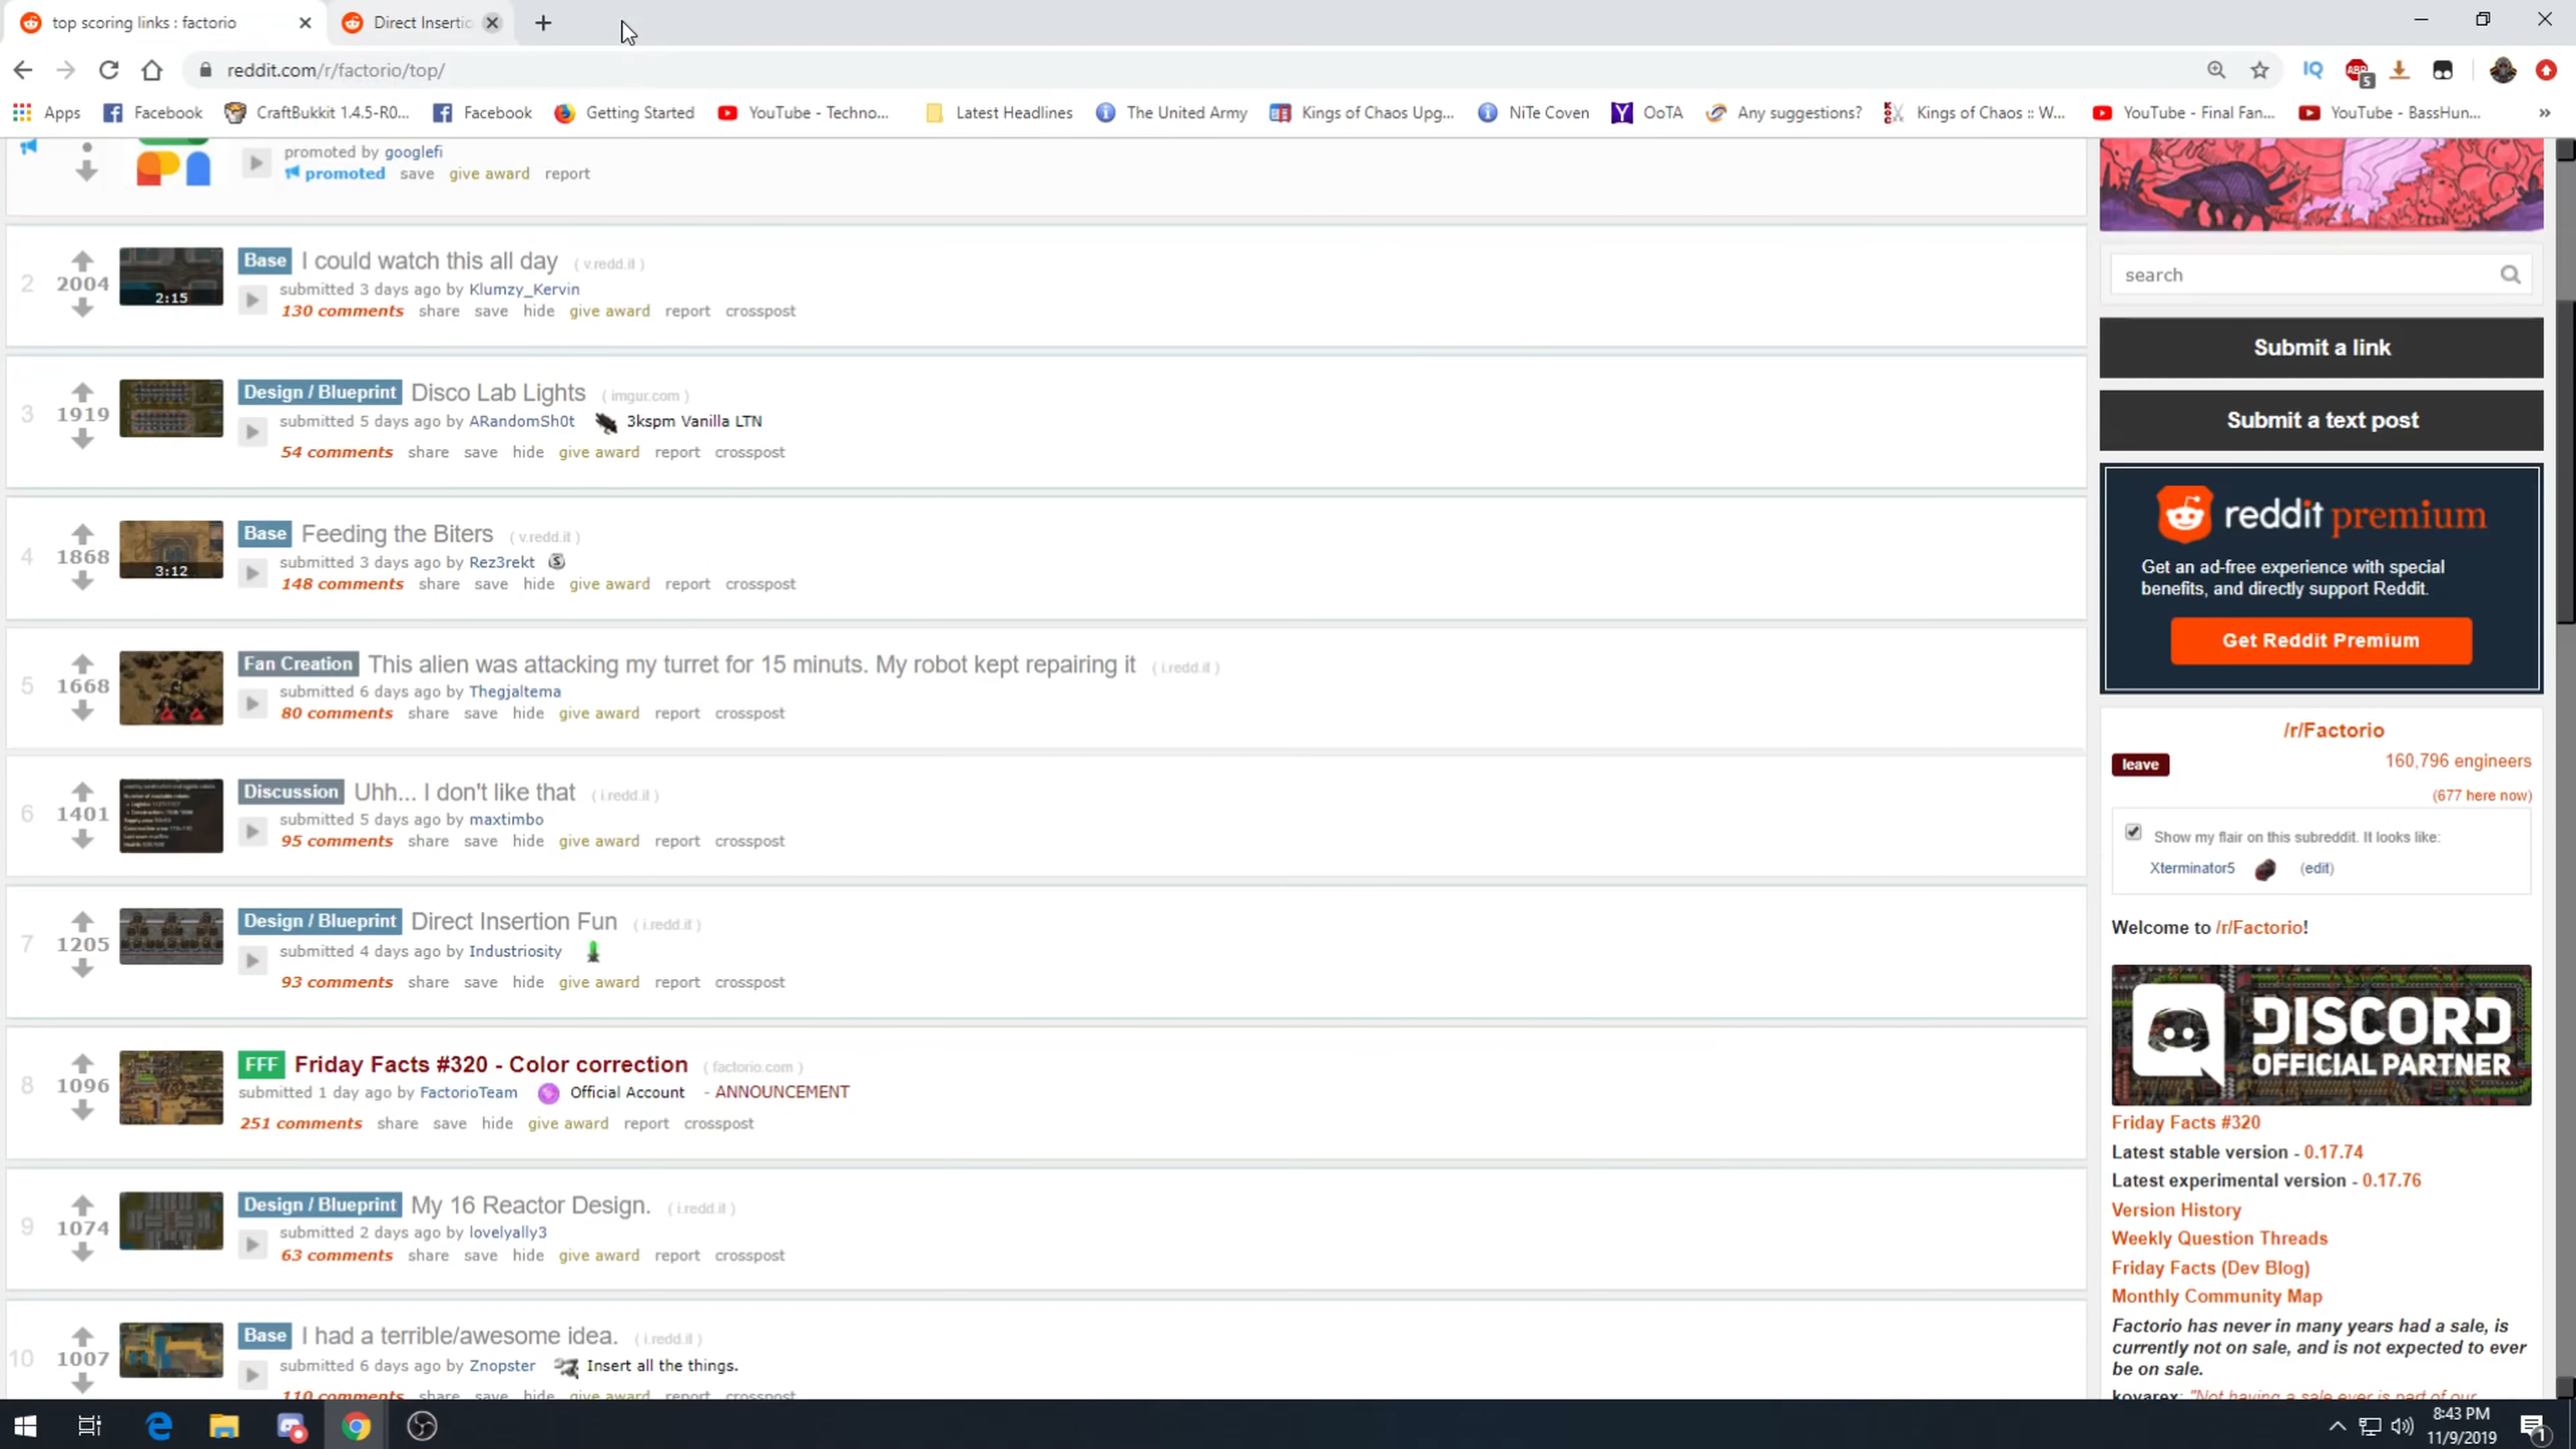 top scoring links : factorio
Direct Insertic
reddit.com/r/factorio/top/
Apps Facebook CraftBukkit 1.4.5-R0... Facebook Getting Started YouTube - Techno... Latest Headlines The United Army Kings of Chaos Upg... NiTe Coven OoTA Any suggestions? Kings of Chaos :: W... YouTube - Final Fan... YouTube - BassHun... »
promoted by googlefi
promoted save give award report
2 2004 2:15
Base I could watch this all day ( v.redd.it )
submitted 3 days ago by Klumzy_Kervin
130 comments share save hide give award report crosspost
3 1919
Design / Blueprint Disco Lab Lights ( imgur.com )
submitted 5 days ago by ARandomSh0t 3kspm Vanilla LTN
54 comments share save hide give award report crosspost
4 1868 3:12
Base Feeding the Biters ( v.redd.it )
submitted 3 days ago by Rez3rekt
148 comments share save hide give award report crosspost
5 1668
Fan Creation This alien was attacking my turret for 15 minuts. My robot kept repairing it ( i.redd.it )
submitted 6 days ago by Thegjaltema
80 comments share save hide give award report crosspost
6 1401
Discussion Uhh... I don't like that ( i.redd.it )
submitted 5 days ago by maxtimbo
95 comments share save hide give award report crosspost
7 1205
Design / Blueprint Direct Insertion Fun ( i.redd.it )
submitted 4 days ago by Industriosity
93 comments share save hide give award report crosspost
8 1096
FFF Friday Facts #320 - Color correction ( factorio.com )
submitted 1 day ago by FactorioTeam Official Account - ANNOUNCEMENT
251 comments share save hide give award report crosspost
9 1074
Design / Blueprint My 16 Reactor Design. ( i.redd.it )
submitted 2 days ago by lovelyally3
63 comments share save hide give award report crosspost
10 1007
Base I had a terrible/awesome idea. ( i.redd.it )
submitted 6 days ago by Znopster Insert all the things.
110 comments share save hide give award report crosspost
search
Submit a link
Submit a text post
reddit premium
Get an ad-free experience with special
benefits, and directly support Reddit.
Get Reddit Premium
/r/Factorio
leave 160,796 engineers
(677 here now)
Show my flair on this subreddit. It looks like:
Xterminator5 (edit)
Welcome to /r/Factorio!
DISCORD
OFFICIAL PARTNER
Friday Facts #320
Latest stable version - 0.17.74
Latest experimental version - 0.17.76
Version History
Weekly Question Threads
Friday Facts (Dev Blog)
Monthly Community Map
Factorio has never in many years had a sale, is
currently not on sale, and is not expected to ever
be on sale.
kovarex: "Not having a sale ever is part of our
8:43 PM
11/9/2019
1